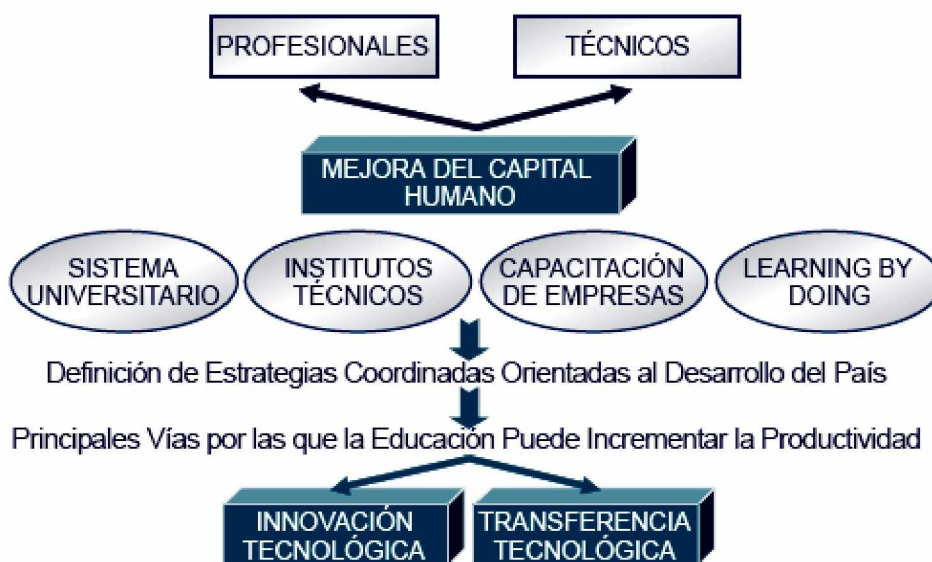 PROFESIONALES
TÉCNICOS
MEJORA DEL CAPITAL
HUMANO
SISTEMA
UNIVERSITARIO
INSTITUTOS
TÉCNICOS
CAPACITACIÓN
DE EMPRESAS
LEARNING BY
DOING
Definición de Estrategias Coordinadas Orientadas al Desarrollo del País
Principales Vías por las que la Educación Puede Incrementar la Productividad
INNOVACIÓN
TECNOLÓGICA
TRANSFERENCIA
TECNOLÓGICA